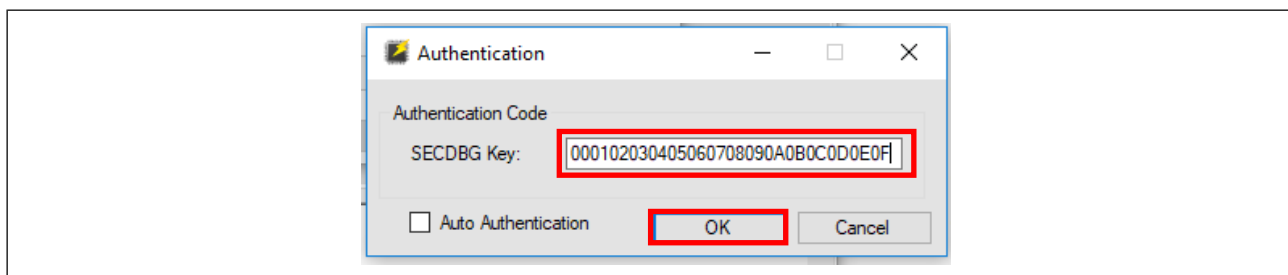 Authentication
Authentication Code
SECDBG Key: 000102030405060708090A0B0C0D0E0F
Auto Authentication OK Cancel